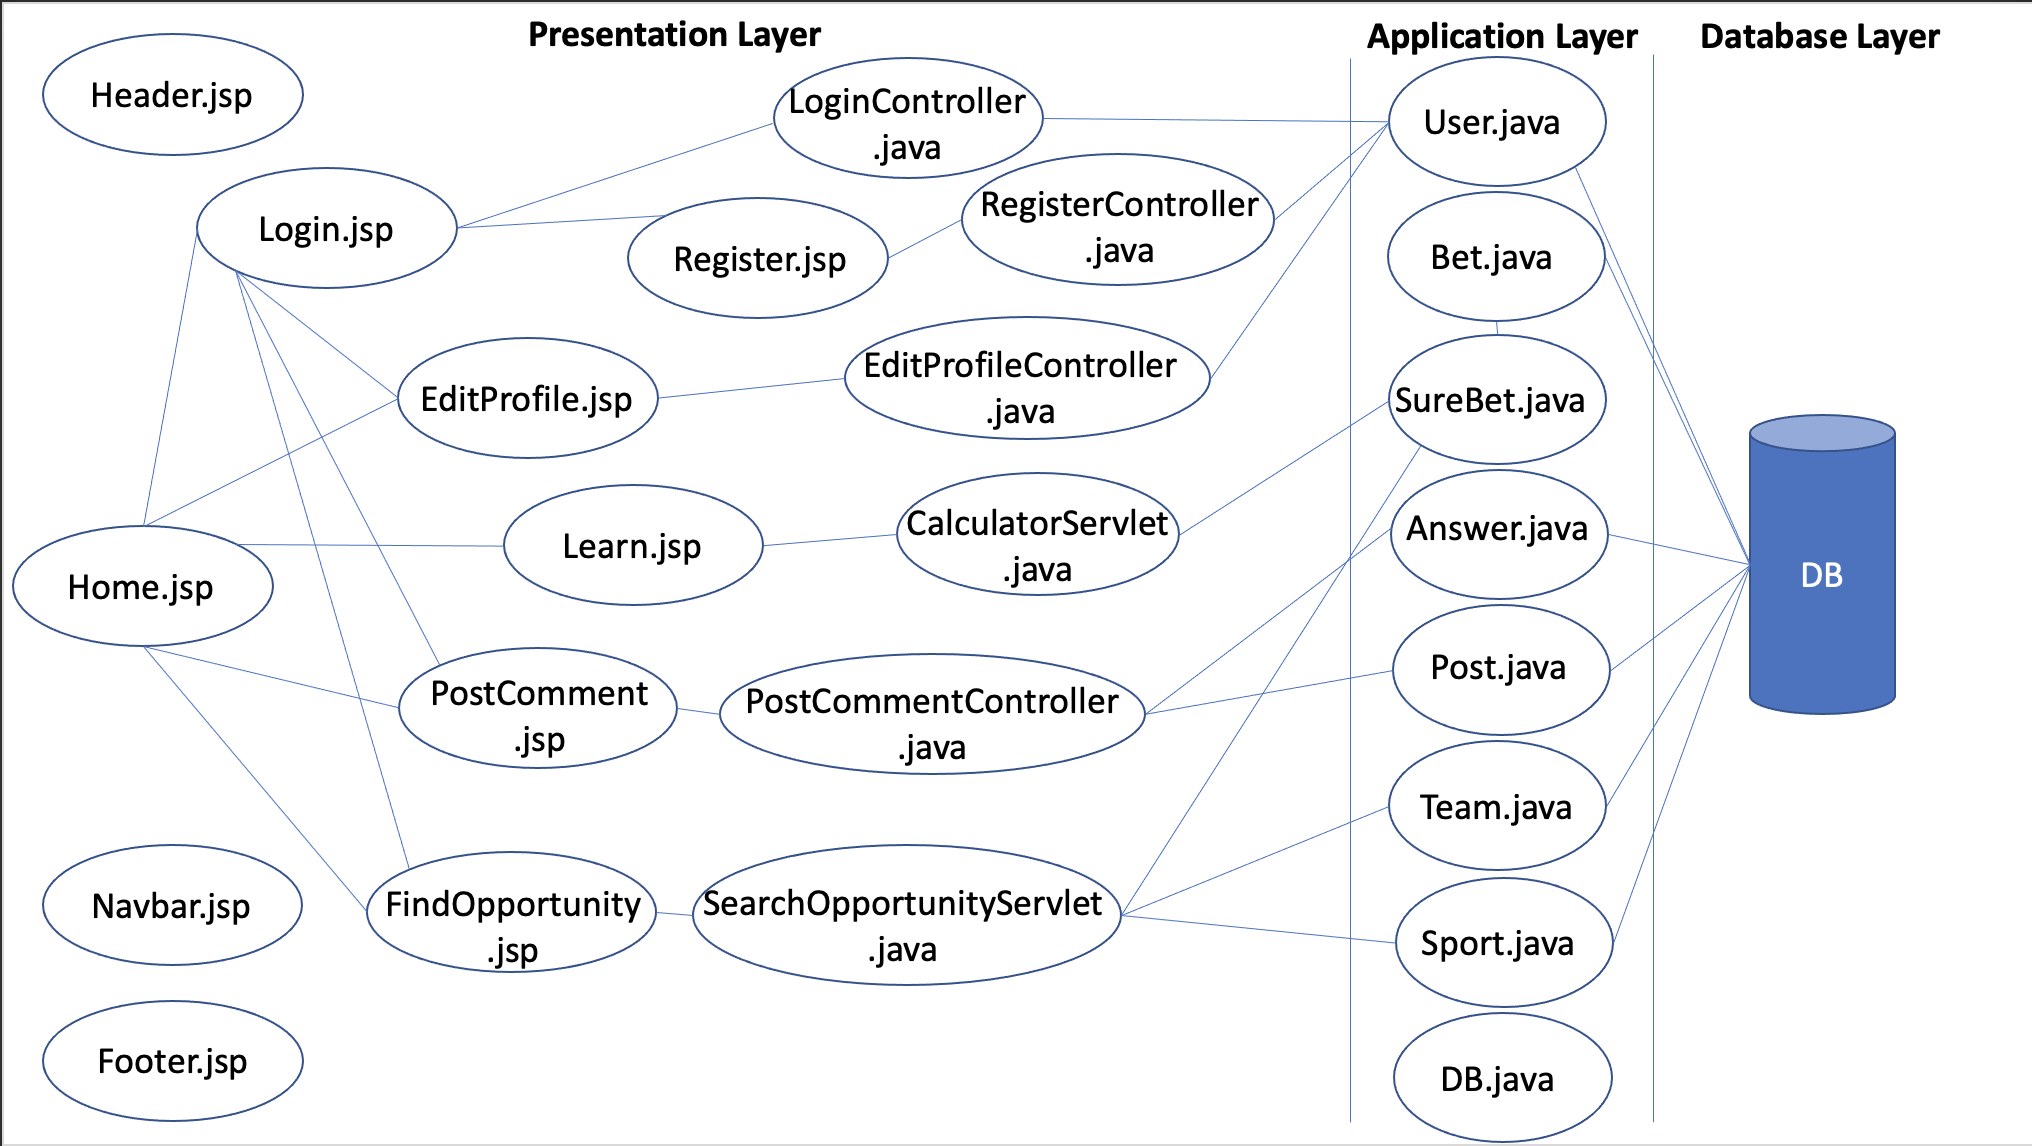 Presentation Layer
Application Layer
Database Layer
Header.jsp
LoginController
.java
User.java
Login.jsp
Register.jsp
RegisterController
.java
Bet.java
EditProfile.jsp
EditProfileController
.java
SureBet.java
Home.jsp
Learn.jsp
CalculatorServlet
.java
Answer.java
DB
PostComment
.jsp
PostCommentController
.java
Post.java
Team.java
Navbar.jsp
FindOpportunity
.jsp
SearchOpportunityServlet
.java
Sport.java
Footer.jsp
DB.java